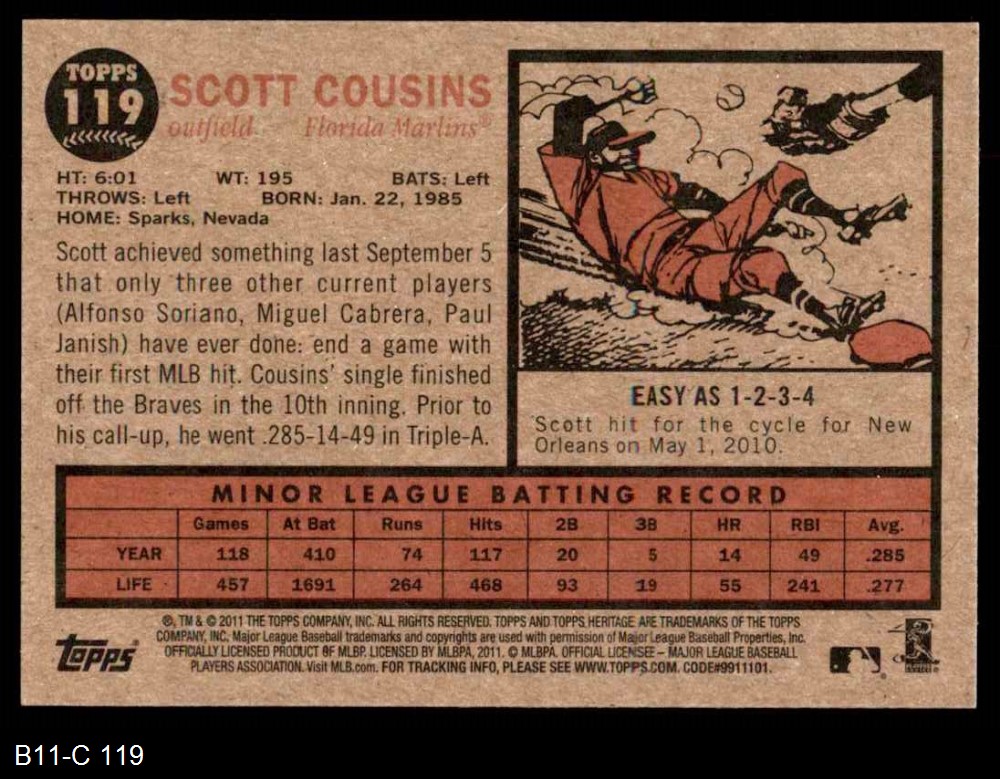 TOPPS
119
SCOTT COUSINS
outfield Florida Marlins®
HT: 6:01 WT: 195 BATS: Left
THROWS: Left BORN: Jan. 22, 1985
HOME: Sparks, Nevada
Scott achieved something last September 5
that only three other current players
(Alfonso Soriano, Miguel Cabrera, Paul
Janish) have ever done: end a game with
their first MLB hit. Cousins' single finished
off the Braves in the 10th inning. Prior to
his call-up, he went .285-14-49 in Triple-A.
EASY AS 1-2-3-4
Scott hit for the cycle for New
Orleans on May 1, 2010.
MINOR LEAGUE BATTING RECORD
Games At Bat Runs Hits 2B 3B HR RBI Avg.
YEAR 118 410 74 117 20 5 14 49 .285
LIFE 457 1691 264 468 93 19 55 241 .277
®, TM & © 2011 THE TOPPS COMPANY, INC. ALL RIGHTS RESERVED. TOPPS AND TOPPS HERITAGE ARE TRADEMARKS OF THE TOPPS
COMPANY, INC. Major League Baseball trademarks and copyrights are used with permission of Major League Baseball Properties, Inc.
OFFICIALLY LICENSED PRODUCT OF MLBP. LICENSED BY MLBPA, 2011. © MLBPA. OFFICIAL LICENSEE – MAJOR LEAGUE BASEBALL
PLAYERS ASSOCIATION. Visit MLB.com. FOR TRACKING INFO, PLEASE SEE WWW.TOPPS.COM. CODE#9911101.
topps
B11-C 119